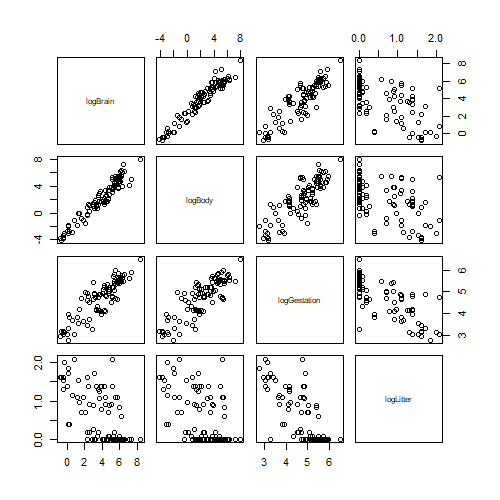 -4 0 4 8 0.0 1.0 2.0
logBrain
0 2 4 6 8
-4 0 4 8
logBody
logGestation
3 4 5 6
0.0 1.0 2.0
logLitter
0 2 4 6 8 3 4 5 6